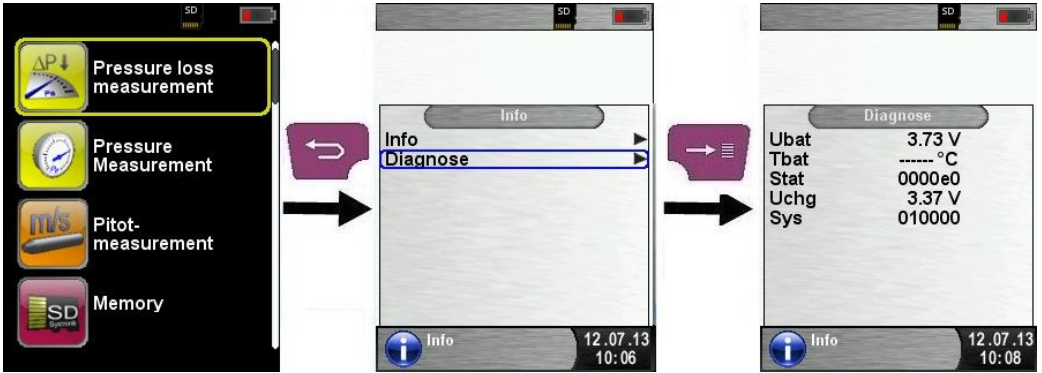 SD
ΔP↓
Pa
Pressure loss
measurement
Pressure
Measurement
m/s
Pitot-
measurement
SD
Memory
SD
Info
Info
Diagnose
Info
12.07.13
10:06
SD
Diagnose
Ubat 3.73 V
Tbat ------ °C
Stat 0000e0
Uchg 3.37 V
Sys 010000
Info
12.07.13
10:08